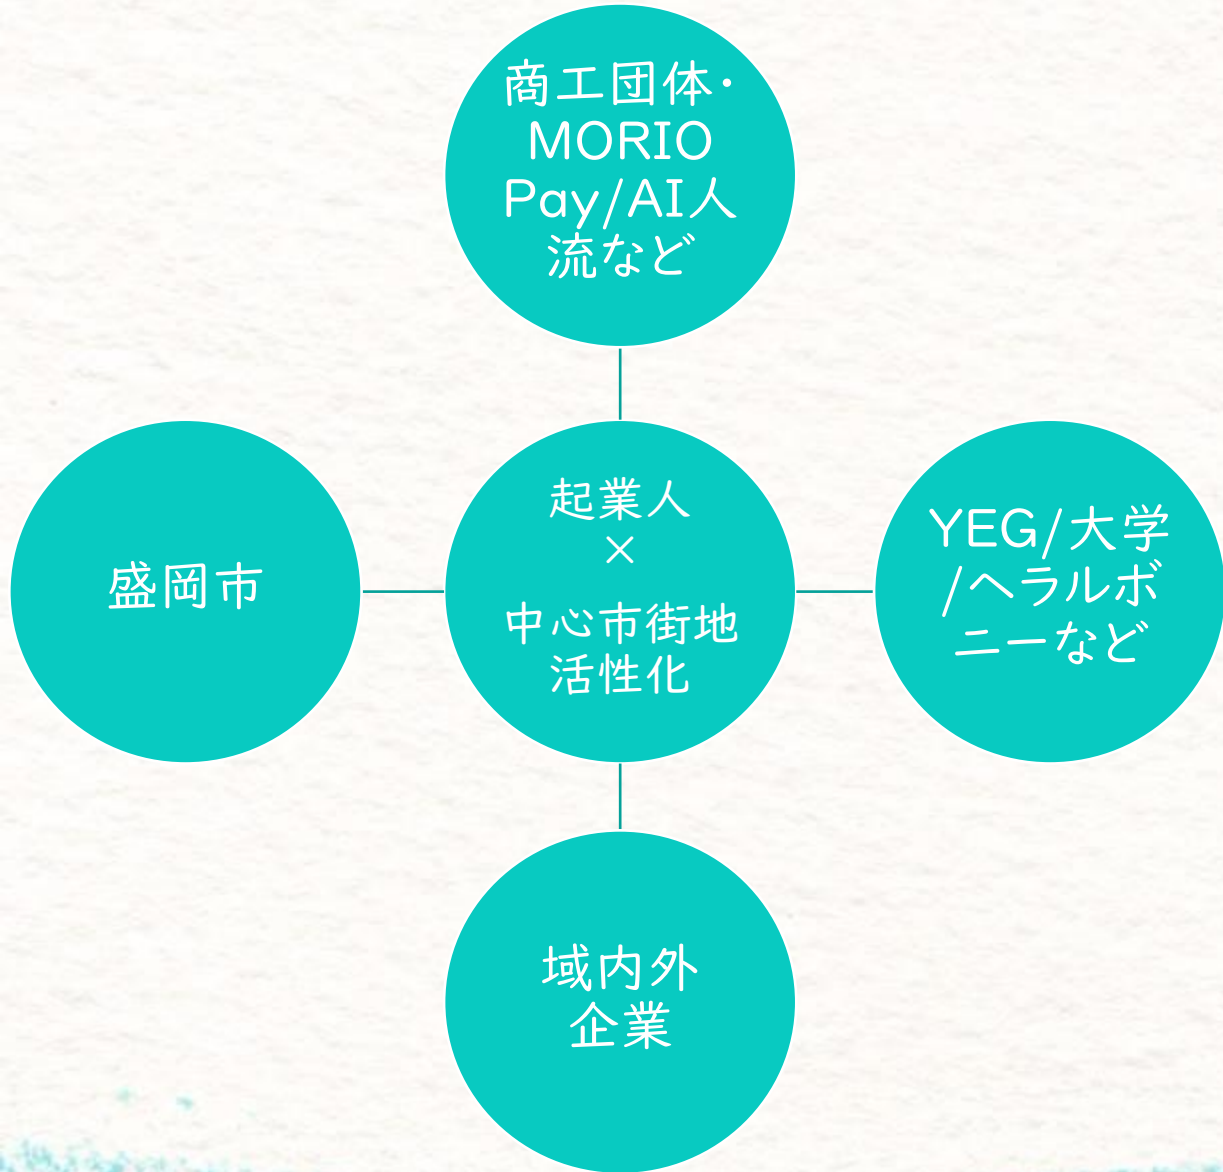 商工団体・
MORIO
Pay/AI人
流など
盛岡市
起業人
×
中心市街地
活性化
YEG/大学
/ヘラルボ
ニーなど
域内外
企業